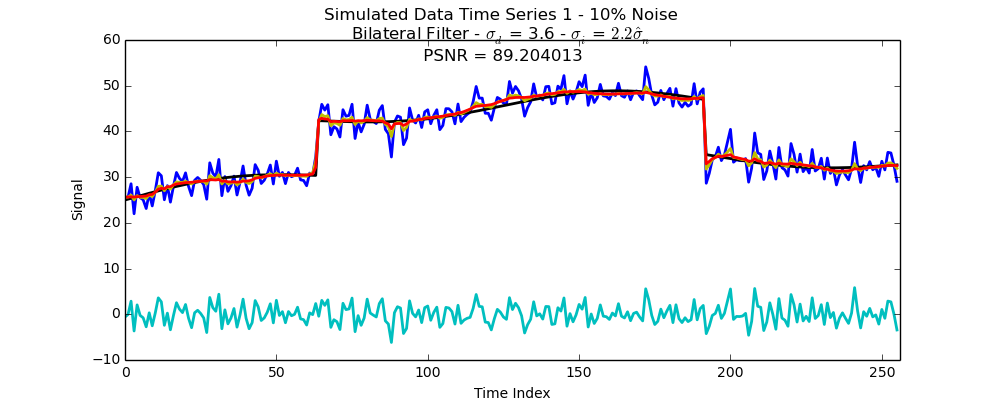 Simulated Data Time Series 1 - 10% Noise
Bilateral Filter - σ_d = 3.6 - σ_i = 2.2σ̂_n
PSNR = 89.204013
60
50
40
30
20
10
0
−10
Signal
0 50 100 150 200 250
Time Index